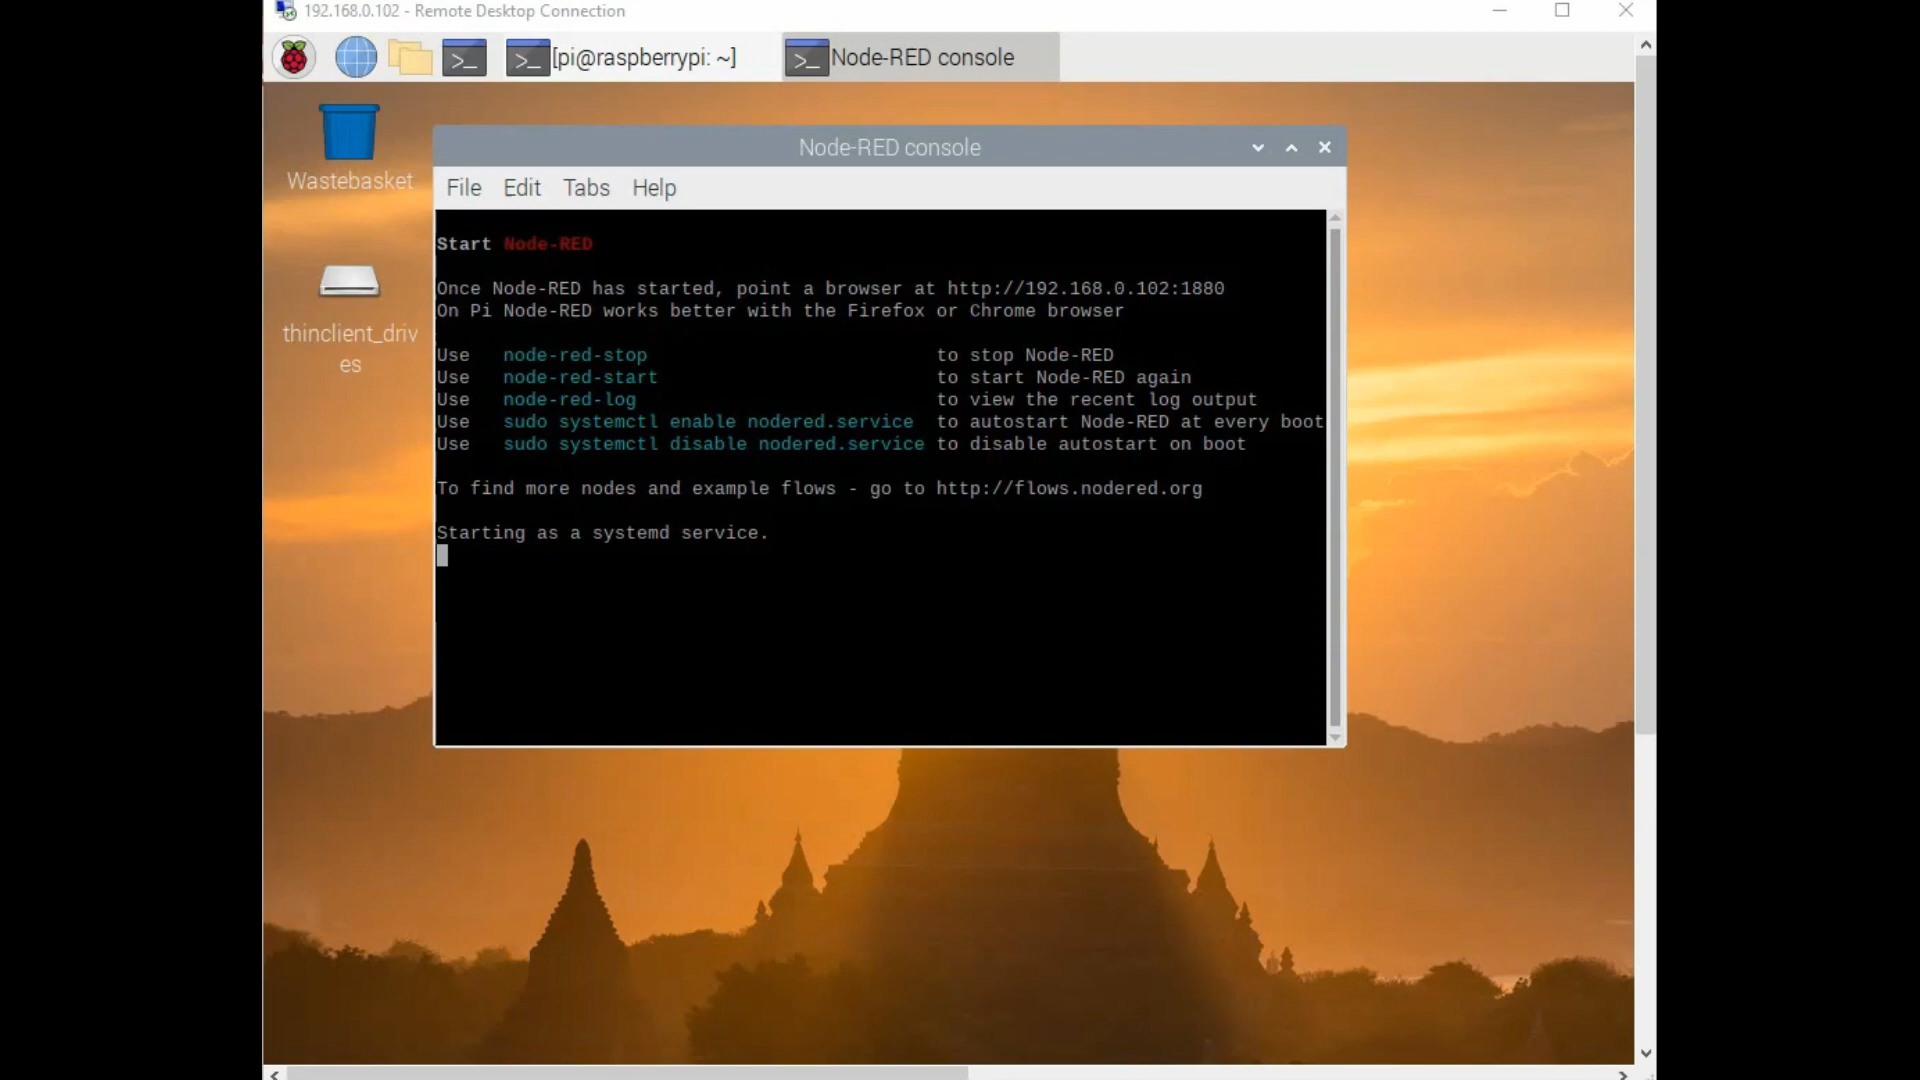 192.168.0.102 - Remote Desktop Connection
[pi@raspberrypi: ~]
Node-RED console
Wastebasket
thinclient_driv
es
Node-RED console
File Edit Tabs Help
Start Node-RED
Once Node-RED has started, point a browser at http://192.168.0.102:1880
On Pi Node-RED works better with the Firefox or Chrome browser
Use node-red-stop to stop Node-RED
Use node-red-start to start Node-RED again
Use node-red-log to view the recent log output
Use sudo systemctl enable nodered.service to autostart Node-RED at every boot
Use sudo systemctl disable nodered.service to disable autostart on boot
To find more nodes and example flows - go to http://flows.nodered.org
Starting as a systemd service.